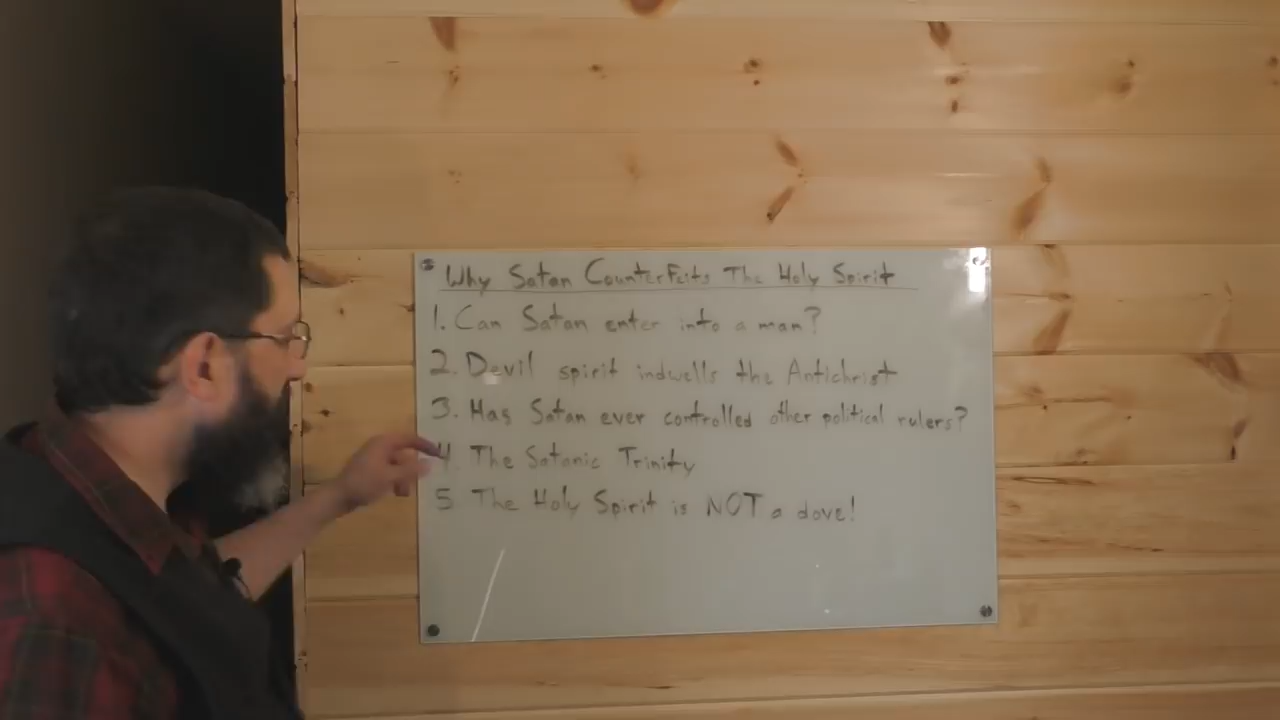 Why Satan Counterfeits The Holy Spirit
1. Can Satan enter into a man?
2. Devil spirit indwells the Antichrist
3. Has Satan ever controlled other political rulers?
4. The Satanic Trinity
5 The Holy Spirit is NOT a dove!